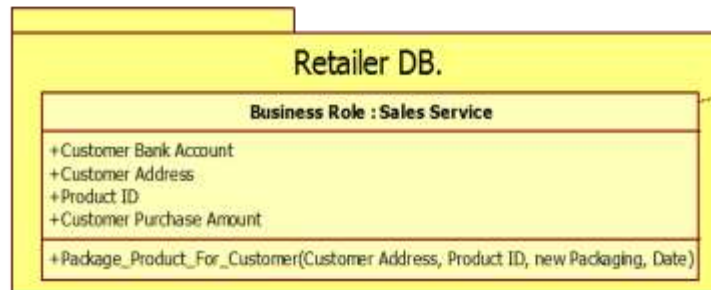 Retailer DB.
Business Role : Sales Service
+Customer Bank Account
+Customer Address
+Product ID
+Customer Purchase Amount
+Package_Product_For_Customer(Customer Address, Product ID, new Packaging, Date)